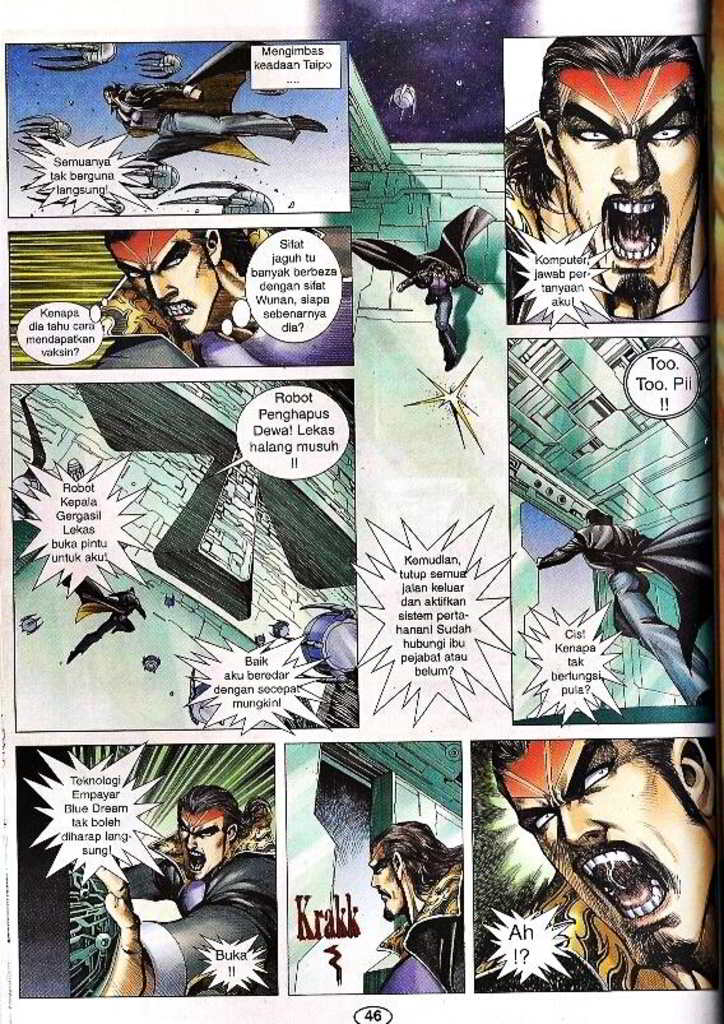 Mengimbas
keadaan Taipo
....
Semuanya
tak berguna
langsung!
Sifat
jaguh tu
banyak berbeza
dengan sifat
Wunan, siapa
sebenarnya
dia?
Kenapa
dia tahu cara
mendapatkan
vaksin?
Robot
Penghapus
Dewa! Lekas
halang musuh
!!
Robot
Kepala
Gergasi!
Lekas
buka pintu
untuk aku!
Baik
aku beredar
dengan secepat
mungkin!
Kemudian,
tutup semua
jalan keluar
dan aktifkan
sistem perta-
hanan! Sudah
hubungi ibu
pejabat atau
belum?
Komputer,
jawab per-
tanyaan
aku!
Too.
Too. Pii
!!
Cis!
Kenapa
tak
berfungsi
pula?
Teknologi
Empayar
Blue Dream
tak boleh
diharap lang-
sung!
Buka
!!
Krakk
Ah
!?
46